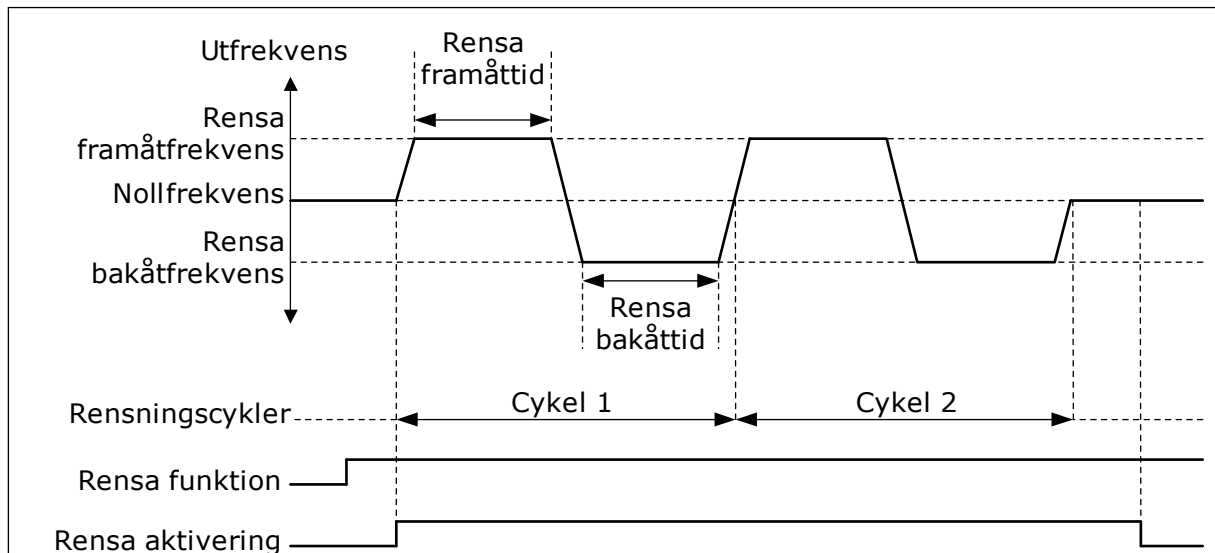 Rensa
framåttid
Utfrekvens
Rensa
framåtfrekvens
Nollfrekvens
Rensa
bakåtfrekvens
Rensa
bakåttid
Rensningscykler
Cykel 1
Cykel 2
Rensa funktion
Rensa aktivering